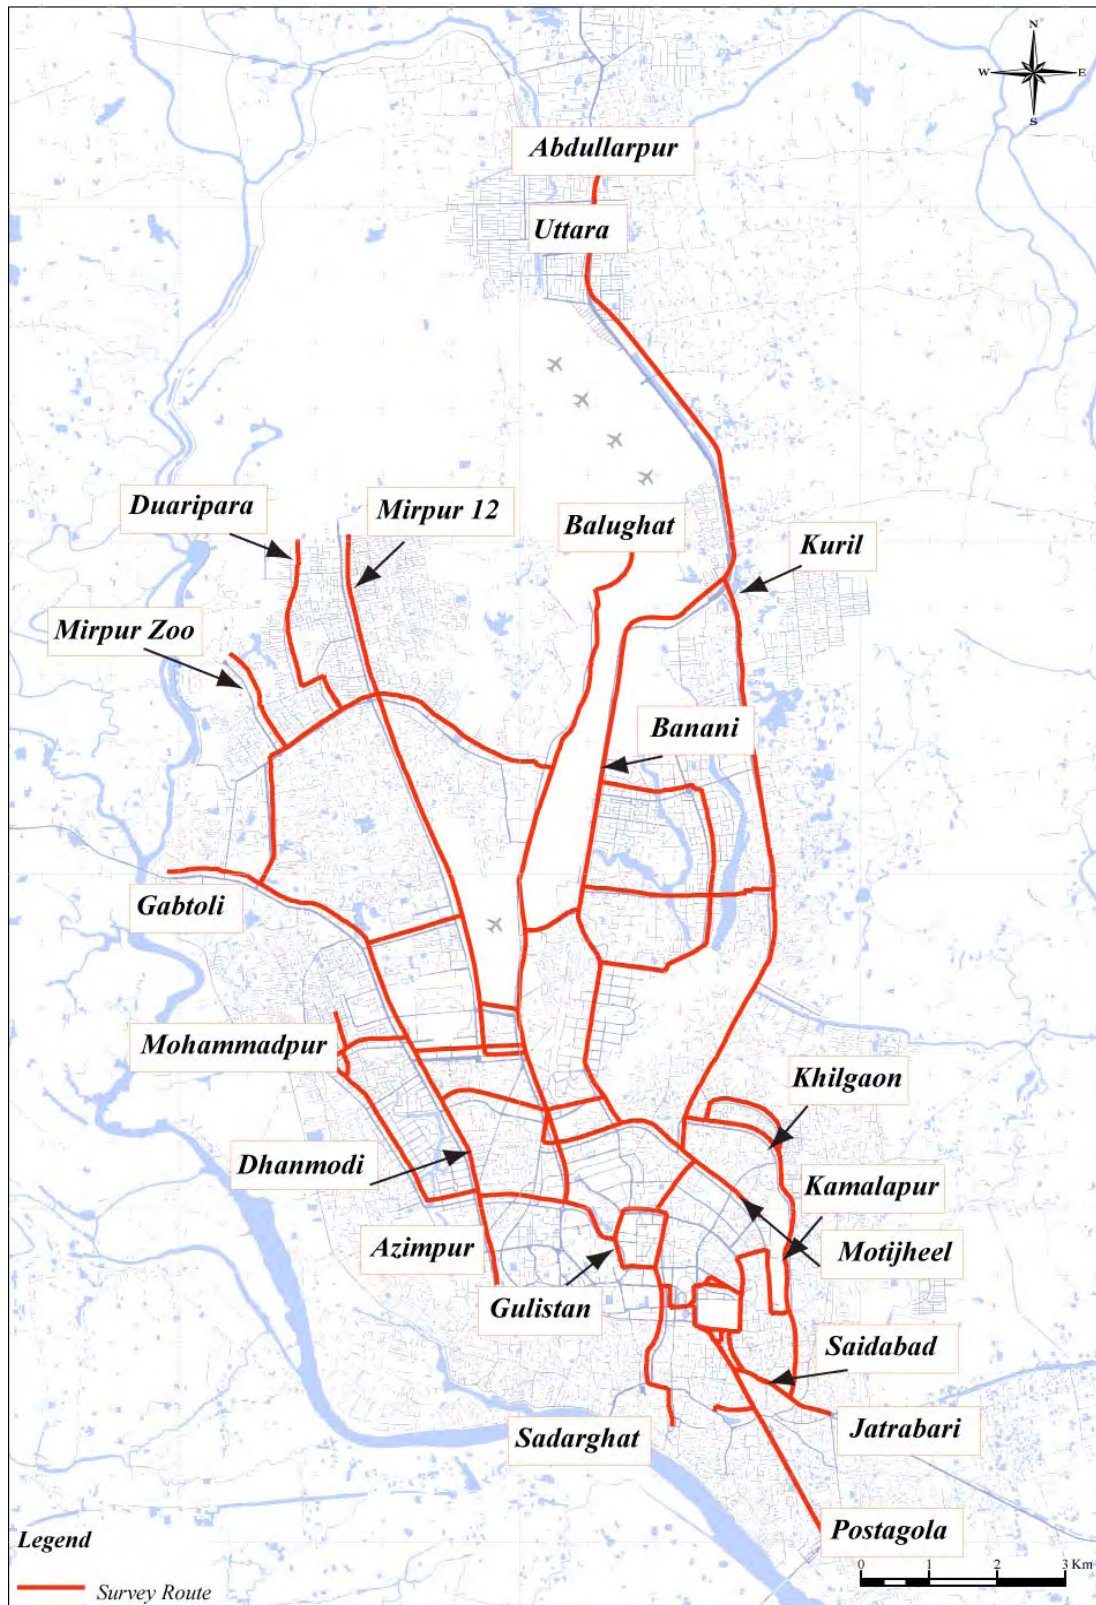 N
W E
S
Abdullarpur
Uttara
Duaripara
Mirpur 12
Balughat
Kuril
Mirpur Zoo
Banani
Gabtoli
Mohammadpur
Khilgaon
Dhanmodi
Kamalapur
Azimpur
Motijheel
Gulistan
Saidabad
Sadarghat
Jatrabari
Postagola
Legend
0 1 2 3 Km
Survey Route